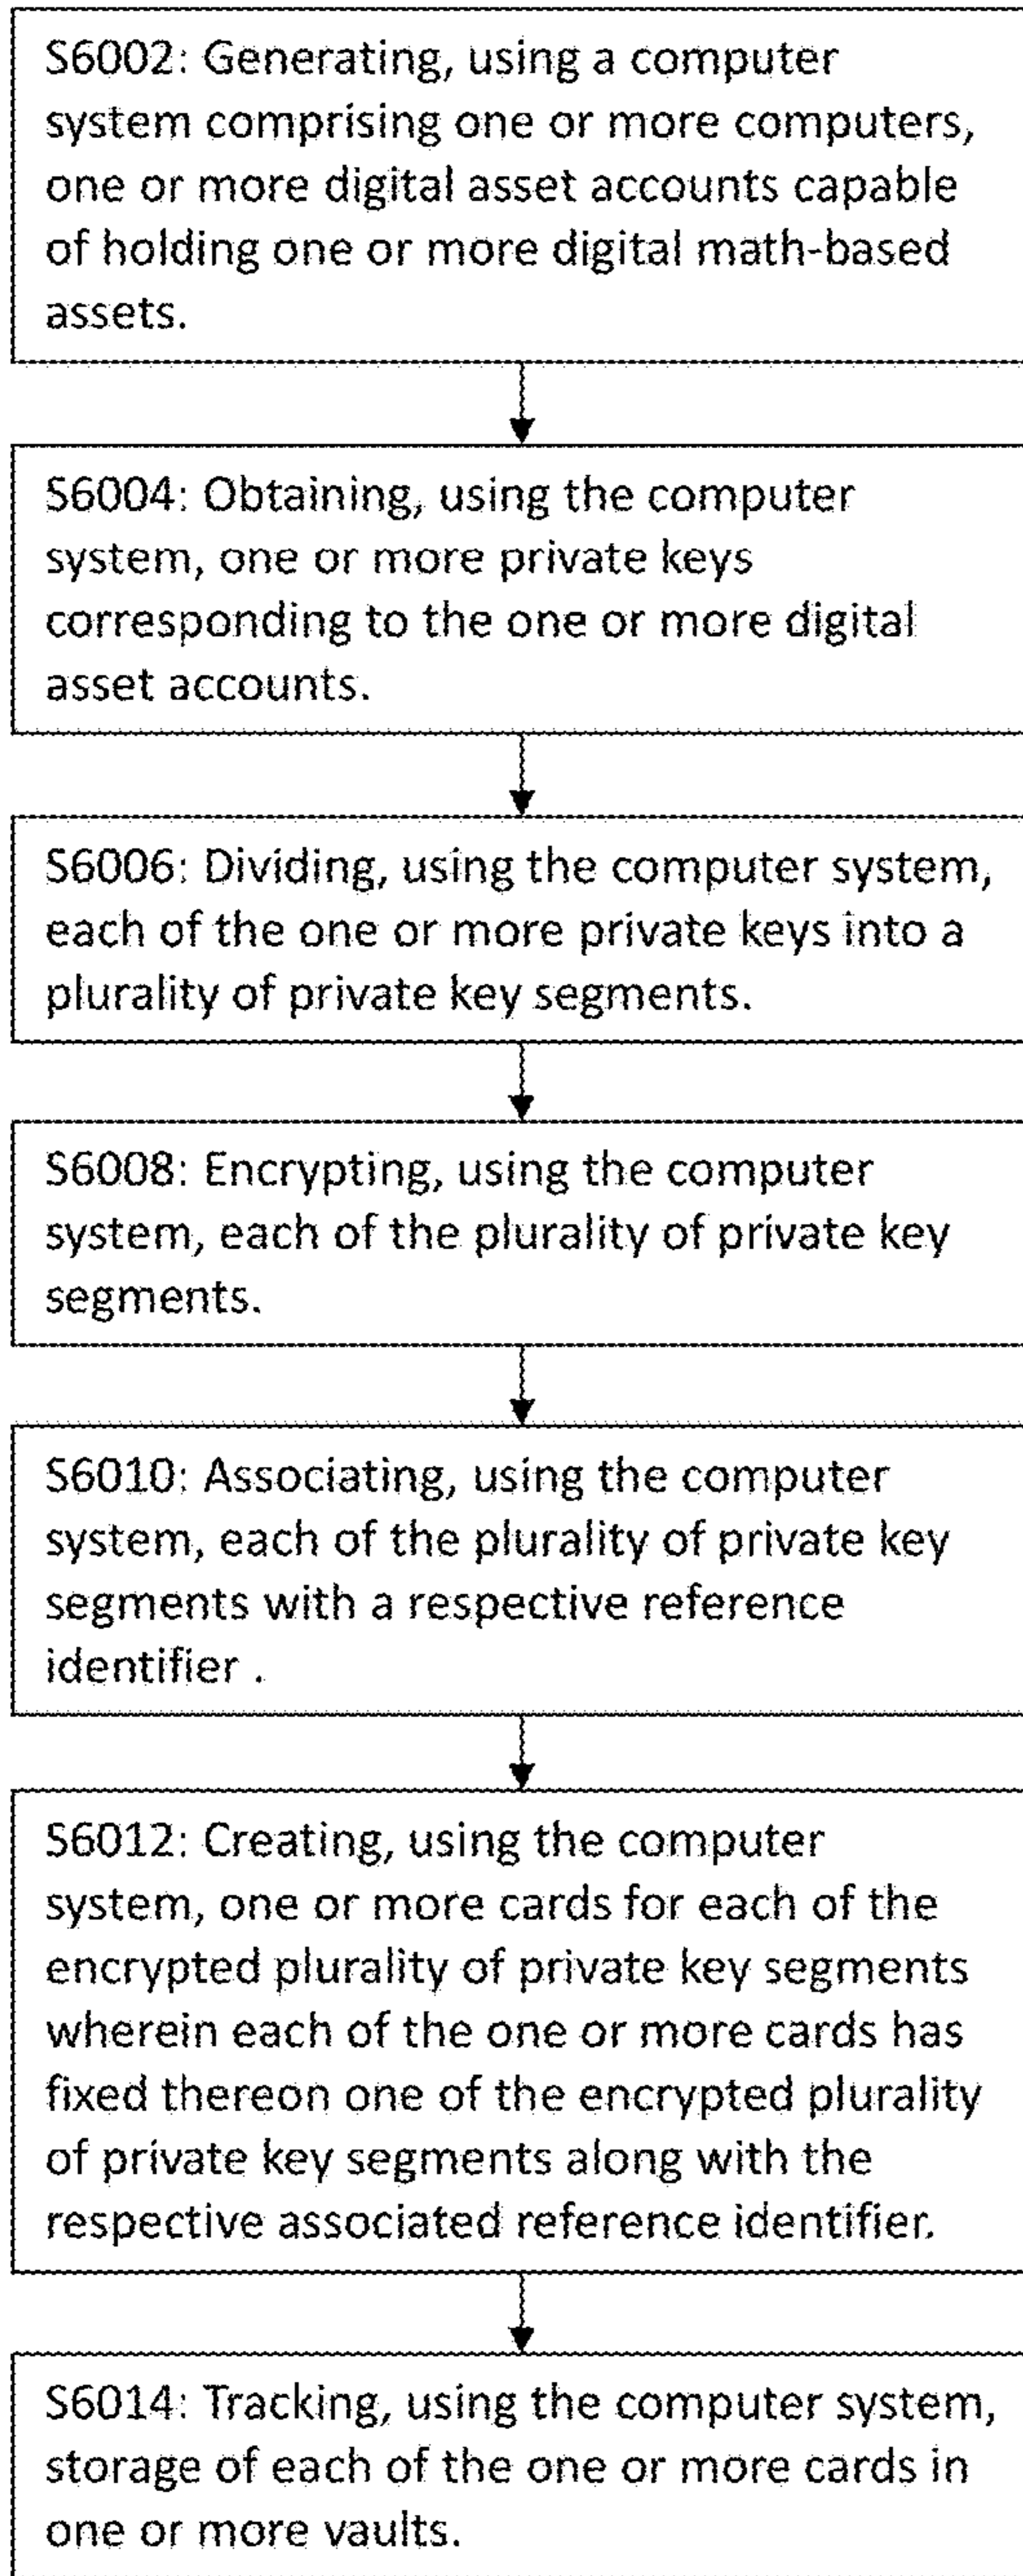 S6002: Generating, using a computer
system comprising one or more computers,
one or more digital asset accounts capable
of holding one or more digital math-based
assets.
S6004: Obtaining, using the computer
system, one or more private keys
corresponding to the one or more digital
asset accounts.
S6006: Dividing, using the computer system,
each of the one or more private keys into a
plurality of private key segments.
S6008: Encrypting, using the computer
system, each of the plurality of private key
segments.
S6010: Associating, using the computer
system, each of the plurality of private key
segments with a respective reference
identifier .
S6012: Creating, using the computer
system, one or more cards for each of the
encrypted plurality of private key segments
wherein each of the one or more cards has
fixed thereon one of the encrypted plurality
of private key segments along with the
respective associated reference identifier.
S6014: Tracking, using the computer system,
storage of each of the one or more cards in
one or more vaults.